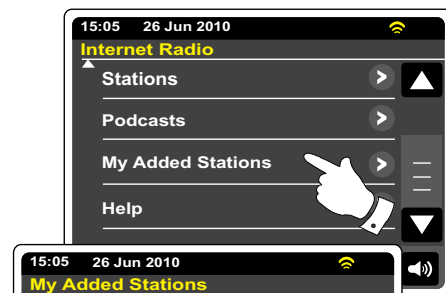 15:05 26 Jun 2010
Internet Radio
Stations
Podcasts
My Added Stations
Help
15:05 26 Jun 2010
My Added Stations